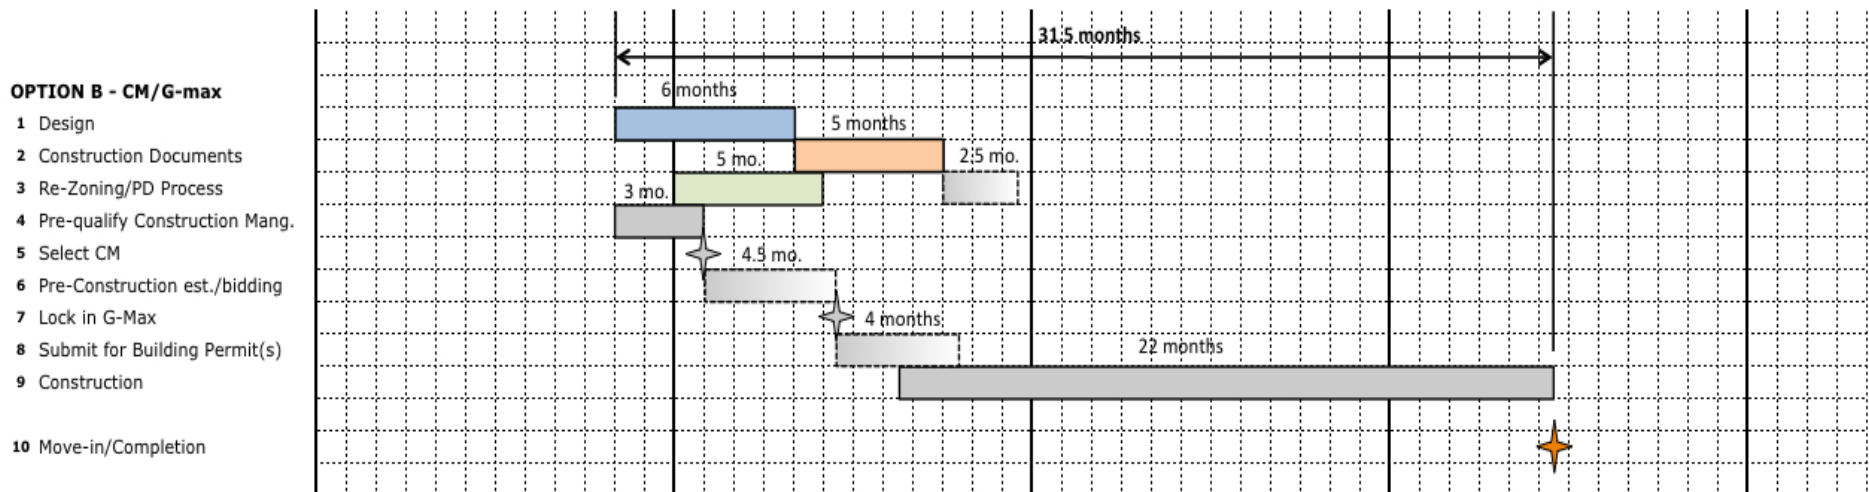 31.5 months
OPTION B - CM/G-max
6 months
1 Design
5 months
2 Construction Documents
5 mo.
2.5 mo.
3 Re-Zoning/PD Process
3 mo.
4 Pre-qualify Construction Mang.
5 Select CM
4.5 mo.
6 Pre-Construction est./bidding
7 Lock in G-Max
4 months
8 Submit for Building Permit(s)
22 months
9 Construction
10 Move-in/Completion